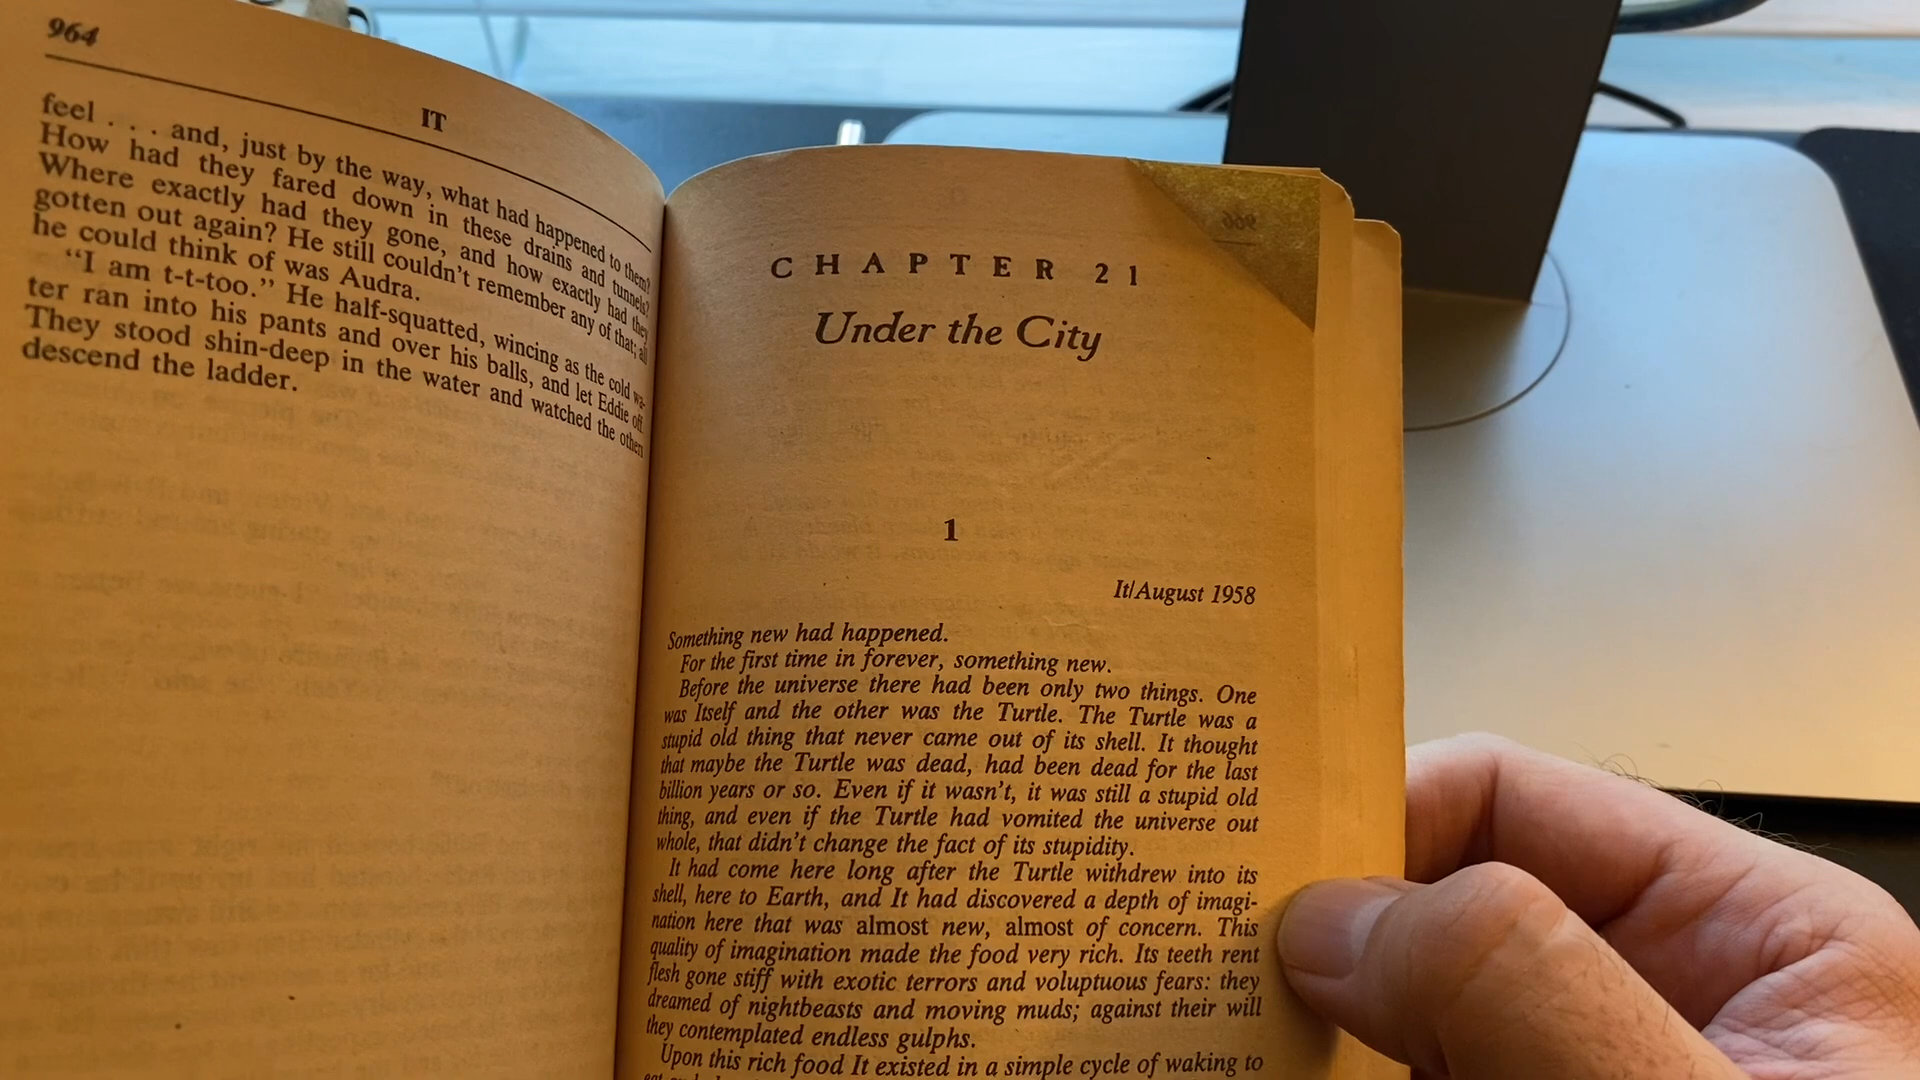 964
IT
feel . . . and, just by the way, what had happened to them?
How had they fared down in these drains and tunnels?
Where exactly had they gone, and how exactly had they
gotten out again? He still couldn't remember any of that; all
he could think of was Audra.
"I am t-t-too." He half-squatted, wincing as the cold wa-
ter ran into his pants and over his balls, and let Eddie off.
They stood shin-deep in the water and watched the others
descend the ladder.
966
CHAPTER 21
Under the City
1
It/August 1958
Something new had happened.
For the first time in forever, something new.
Before the universe there had been only two things. One
was Itself and the other was the Turtle. The Turtle was a
stupid old thing that never came out of its shell. It thought
that maybe the Turtle was dead, had been dead for the last
billion years or so. Even if it wasn't, it was still a stupid old
thing, and even if the Turtle had vomited the universe out
whole, that didn't change the fact of its stupidity.
It had come here long after the Turtle withdrew into its
shell, here to Earth, and It had discovered a depth of imagi-
nation here that was almost new, almost of concern. This
quality of imagination made the food very rich. Its teeth rent
flesh gone stiff with exotic terrors and voluptuous fears: they
dreamed of nightbeasts and moving muds; against their will
they contemplated endless gulphs.
Upon this rich food It existed in a simple cycle of waking to